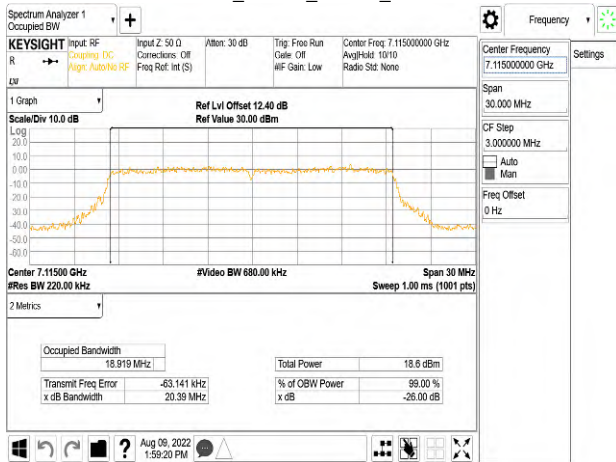 Spectrum Analyzer 1
Occupied BW
+
Frequency
KEYSIGHT
R
Input: RF
Coupling: DC
Align: Auto/No RF
Input Z: 50 Ω
Corrections: Off
Freq Ref: Int (S)
Atten: 30 dB
Trig: Free Run
Gate: Off
#IF Gain: Low
Center Freq: 7.115000000 GHz
Avg|Hold: 10/10
Radio Std: None
Center Frequency
7.115000000 GHz
Settings
Span
30.000 MHz
CF Step
3.000000 MHz
Auto
Man
Freq Offset
0 Hz
1 Graph
Scale/Div 10.0 dB
Ref Lvl Offset 12.40 dB
Ref Value 30.00 dBm
Log
20.0
10.0
0.00
-10.0
-20.0
-30.0
-40.0
-50.0
-60.0
Center 7.11500 GHz
#Video BW 680.00 kHz
Span 30 MHz
#Res BW 220.00 kHz
Sweep 1.00 ms (1001 pts)
2 Metrics
Occupied Bandwidth
18.919 MHz
Total Power 18.6 dBm
Transmit Freq Error -63.141 kHz
% of OBW Power 99.00 %
x dB Bandwidth 20.39 MHz
x dB -26.00 dB
?
Aug 09, 2022
1:59:20 PM